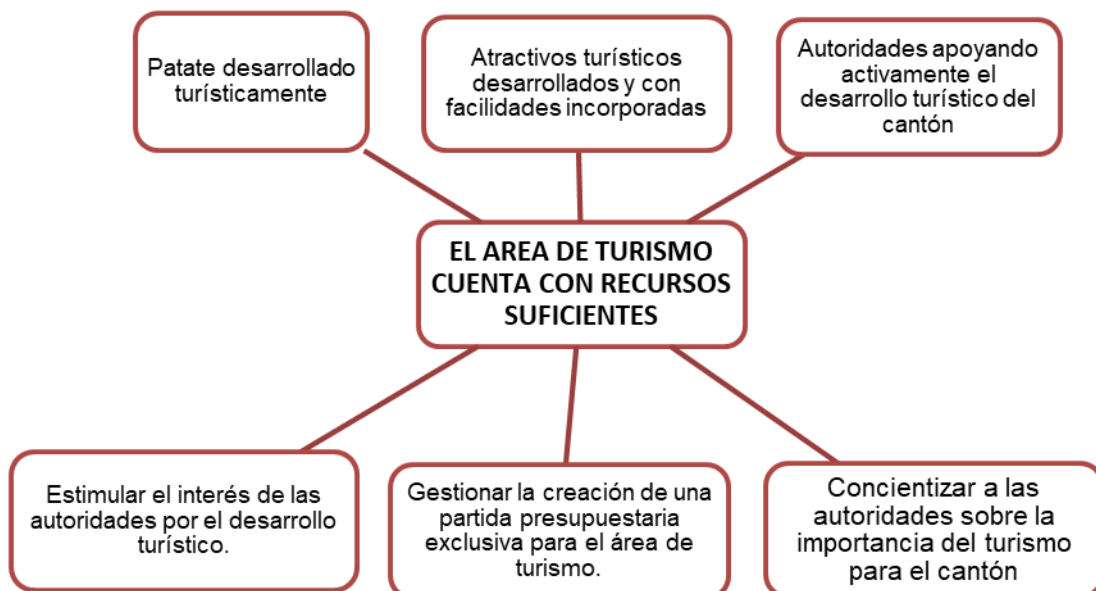 Patate desarrollado
turísticamente
Atractivos turísticos
desarrollados y con
facilidades incorporadas
Autoridades apoyando
activamente el
desarrollo turístico del
cantón
EL AREA DE TURISMO
CUENTA CON RECURSOS
SUFICIENTES
Estimular el interés de las
autoridades por el desarrollo
turístico.
Gestionar la creación de una
partida presupuestaria
exclusiva para el área de
turismo.
Concientizar a las
autoridades sobre la
importancia del turismo
para el cantón